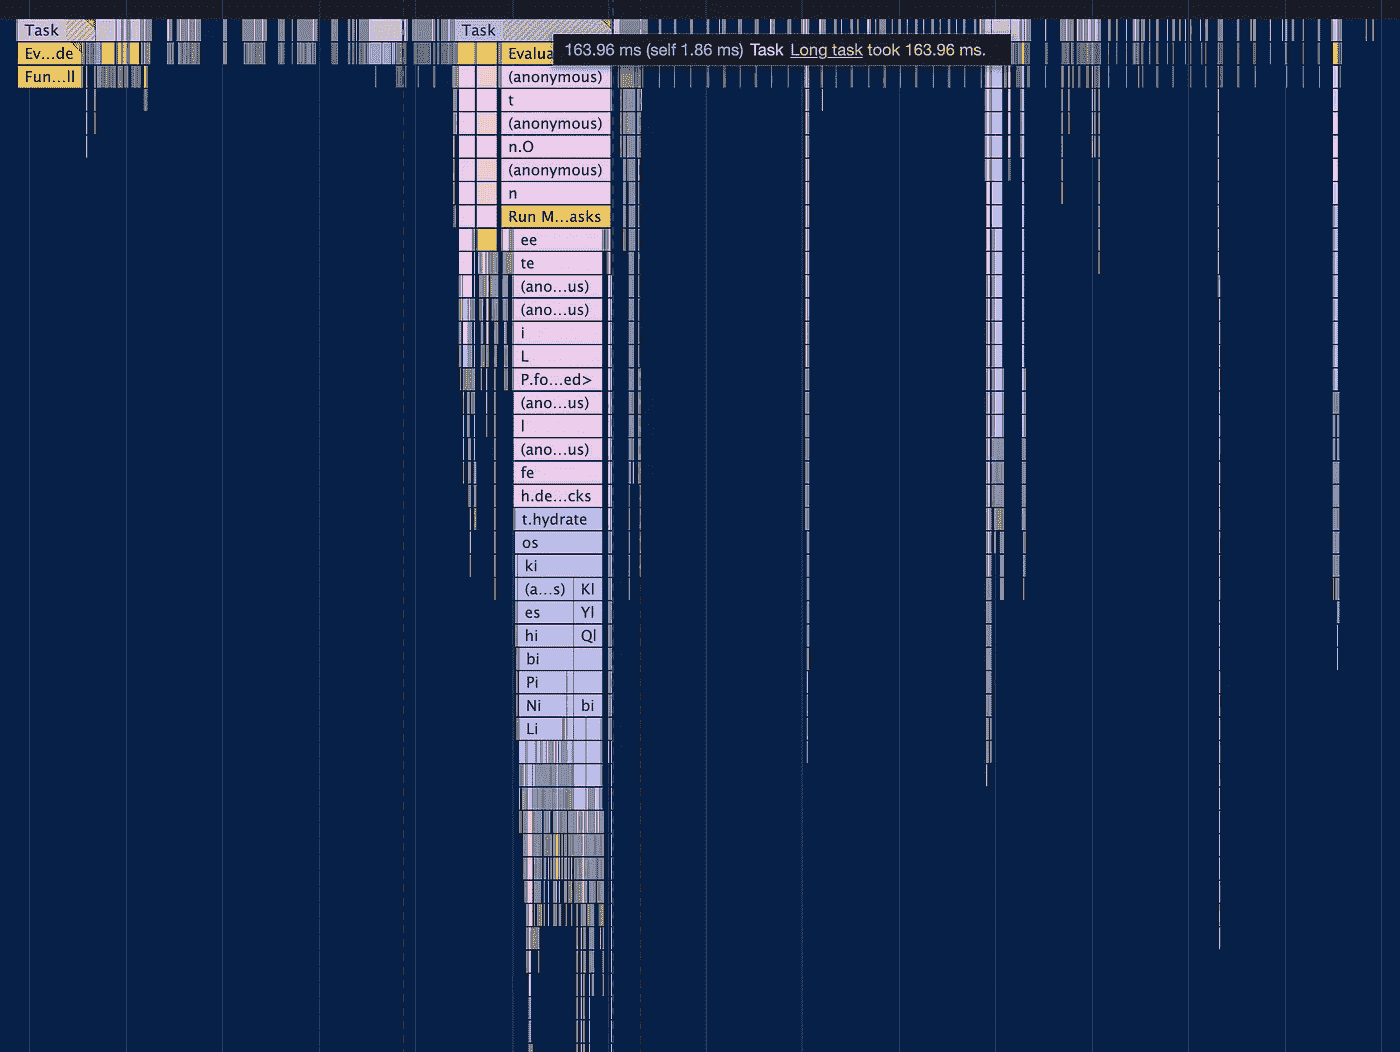 Task
Task
Ev...de
Evalua
163.96 ms (self 1.86 ms) Task Long task took 163.96 ms.
Fun...ll
(anonymous)
t
(anonymous)
n.O
(anonymous)
n
Run M...asks
ee
te
(ano...us)
(ano...us)
i
L
P.fo...ed>
(ano...us)
l
(ano...us)
fe
h.de...cks
t.hydrate
os
ki
(a...s) Kl
es Yl
hi Ql
bi
Pi
Ni bi
Li